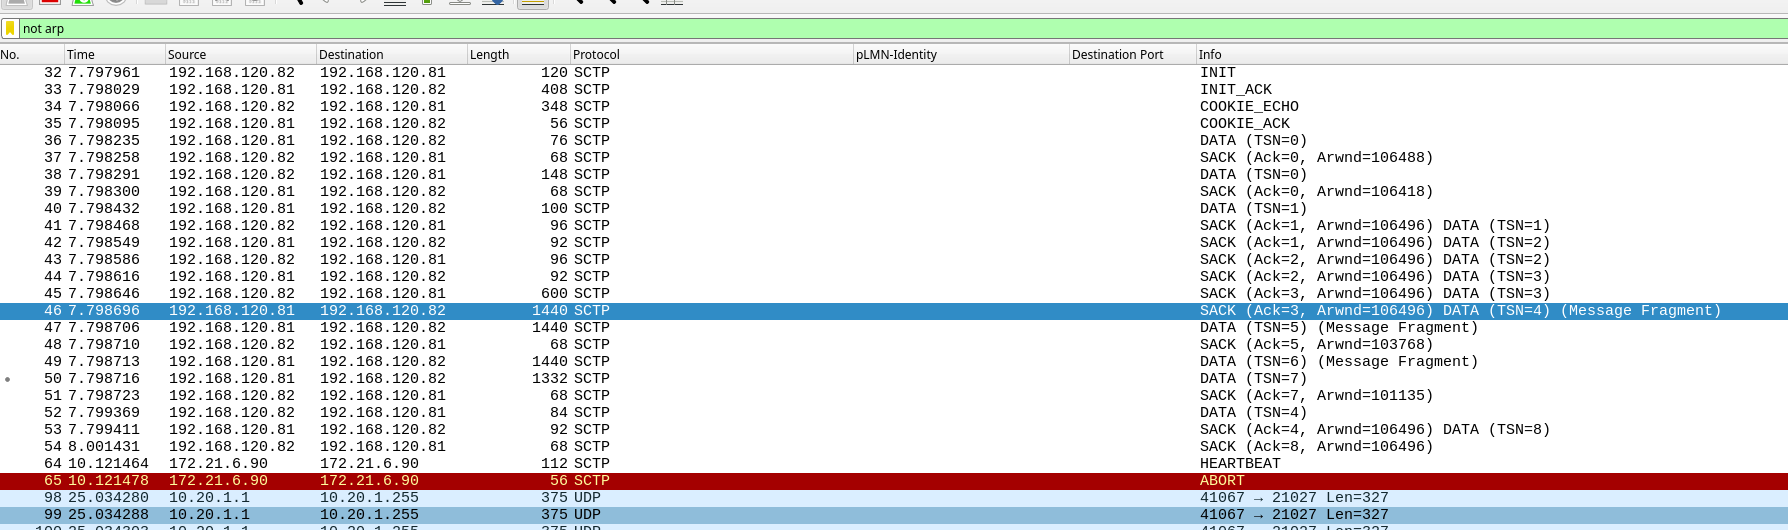 not arp
No. Time Source Destination Length Protocol pLMN-Identity Destination Port Info
32 7.797961 192.168.120.82 192.168.120.81 120 SCTP INIT
33 7.798029 192.168.120.81 192.168.120.82 408 SCTP INIT_ACK
34 7.798066 192.168.120.82 192.168.120.81 348 SCTP COOKIE_ECHO
35 7.798095 192.168.120.81 192.168.120.82 56 SCTP COOKIE_ACK
36 7.798235 192.168.120.81 192.168.120.82 76 SCTP DATA (TSN=0)
37 7.798258 192.168.120.82 192.168.120.81 68 SCTP SACK (Ack=0, Arwnd=106488)
38 7.798291 192.168.120.82 192.168.120.81 148 SCTP DATA (TSN=0)
39 7.798300 192.168.120.81 192.168.120.82 68 SCTP SACK (Ack=0, Arwnd=106418)
40 7.798432 192.168.120.81 192.168.120.82 100 SCTP DATA (TSN=1)
41 7.798468 192.168.120.82 192.168.120.81 96 SCTP SACK (Ack=1, Arwnd=106496) DATA (TSN=1)
42 7.798549 192.168.120.81 192.168.120.82 92 SCTP SACK (Ack=1, Arwnd=106496) DATA (TSN=2)
43 7.798586 192.168.120.82 192.168.120.81 96 SCTP SACK (Ack=2, Arwnd=106496) DATA (TSN=2)
44 7.798616 192.168.120.81 192.168.120.82 92 SCTP SACK (Ack=2, Arwnd=106496) DATA (TSN=3)
45 7.798646 192.168.120.82 192.168.120.81 600 SCTP SACK (Ack=3, Arwnd=106496) DATA (TSN=3)
46 7.798696 192.168.120.81 192.168.120.82 1440 SCTP SACK (Ack=3, Arwnd=106496) DATA (TSN=4) (Message Fragment)
47 7.798706 192.168.120.81 192.168.120.82 1440 SCTP DATA (TSN=5) (Message Fragment)
48 7.798710 192.168.120.82 192.168.120.81 68 SCTP SACK (Ack=5, Arwnd=103768)
49 7.798713 192.168.120.81 192.168.120.82 1440 SCTP DATA (TSN=6) (Message Fragment)
50 7.798716 192.168.120.81 192.168.120.82 1332 SCTP DATA (TSN=7)
51 7.798723 192.168.120.82 192.168.120.81 68 SCTP SACK (Ack=7, Arwnd=101135)
52 7.799369 192.168.120.82 192.168.120.81 84 SCTP DATA (TSN=4)
53 7.799411 192.168.120.81 192.168.120.82 92 SCTP SACK (Ack=4, Arwnd=106496) DATA (TSN=8)
54 8.001431 192.168.120.82 192.168.120.81 68 SCTP SACK (Ack=8, Arwnd=106496)
64 10.121464 172.21.6.90 172.21.6.90 112 SCTP HEARTBEAT
65 10.121478 172.21.6.90 172.21.6.90 56 SCTP ABORT
98 25.034280 10.20.1.1 10.20.1.255 375 UDP 41067 → 21027 Len=327
99 25.034288 10.20.1.1 10.20.1.255 375 UDP 41067 → 21027 Len=327